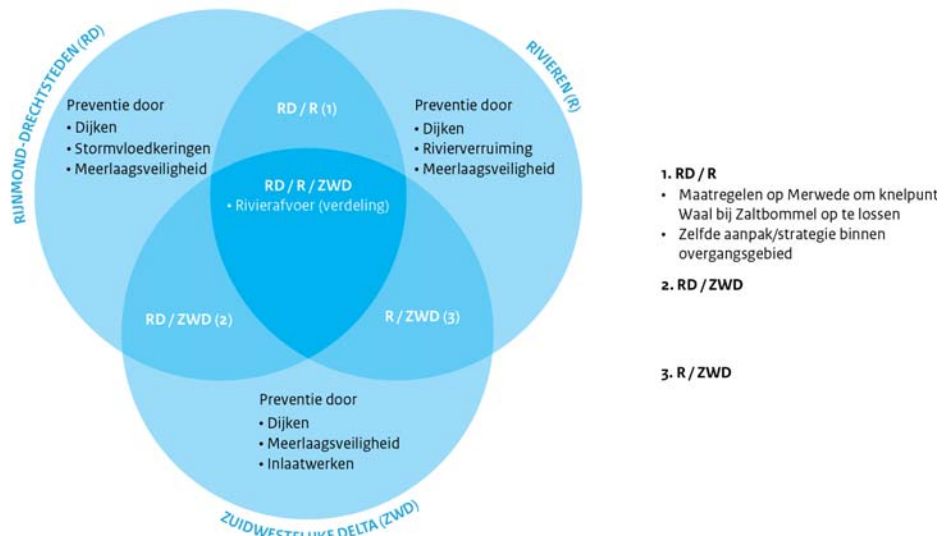 RIJNMOND-DRECHTSTEDEN (RD)
RIVIEREN (R)
Preventie door
• Dijken
• Stormvloedkeringen
• Meerlaagsveiligheid
RD / R (1)
Preventie door
• Dijken
• Rivierverruiming
• Meerlaagsveiligheid
RD / R / ZWD
• Rivierafvoer (verdeling)
RD / ZWD (2)
R / ZWD (3)
Preventie door
• Dijken
• Meerlaagsveiligheid
• Inlaatwerken
ZUIDWESTELIJKE DELTA (ZWD)
1. RD / R
• Maatregelen op Merwede om knelpunt
Waal bij Zaltbommel op te lossen
• Zelfde aanpak/strategie binnen
overgangsgebied
2. RD / ZWD
3. R / ZWD